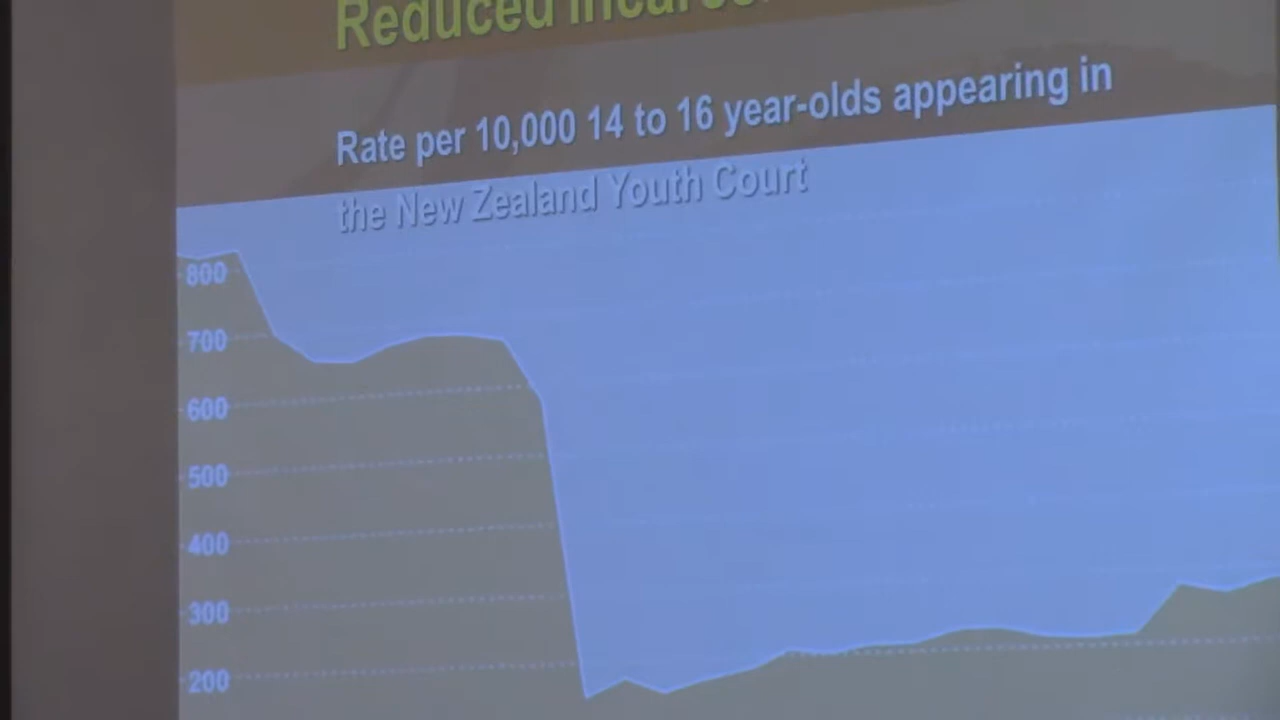 Reduced
Rate per 10,000 14 to 16 year-olds appearing in
the New Zealand Youth Court
800
700
600
500
400
300
200